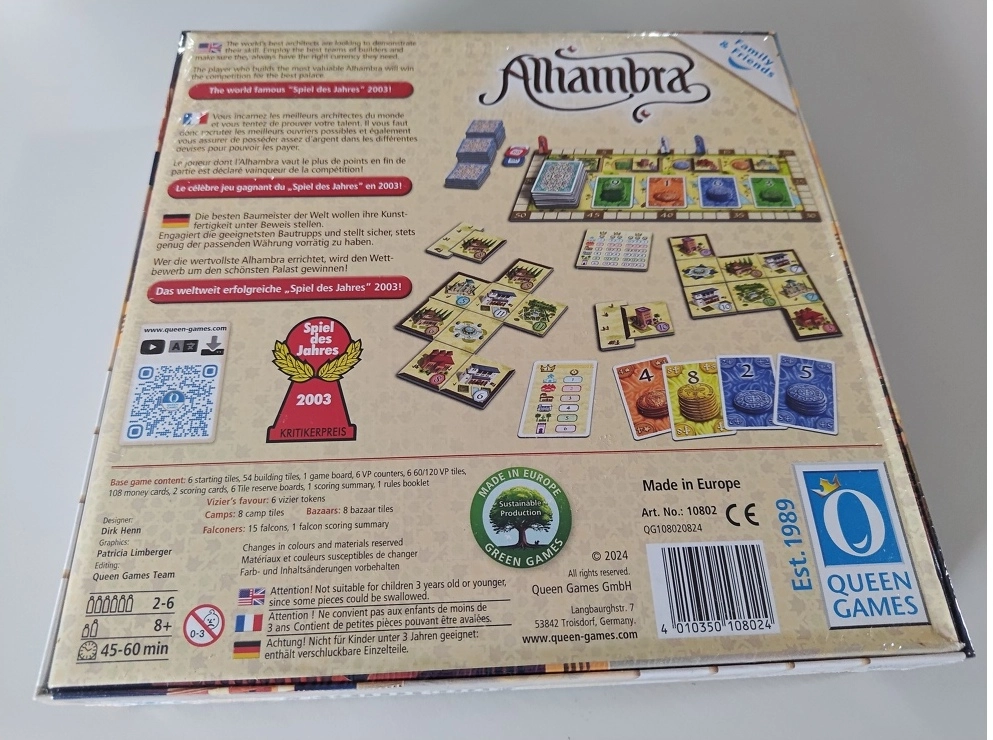 The world's best architects are looking to demonstrate
their skill. Employ the best teams of builders and
make sure they always have the right currency they need.
The player who builds the most valuable Alhambra will win
the competition for the best palace.
The world famous "Spiel des Jahres" 2003!
Vous incarnez les meilleurs architectes du monde
et vous tentez de prouver votre talent. Il vous faut
donc recruter les meilleurs ouvriers possibles et également
vous assurer de posséder assez d'argent dans les différentes
devises pour pouvoir les payer.
Le joueur dont l'Alhambra vaut le plus de points en fin de
partie est déclaré vainqueur de la compétition!
Le célèbre jeu gagnant du „Spiel des Jahres" en 2003!
Die besten Baumeister der Welt wollen ihre Kunst-
fertigkeit unter Beweis stellen.
Engagiert die geeignetsten Bautrupps und stellt sicher, stets
genug der passenden Währung vorrätig zu haben.
Wer die wertvollste Alhambra errichtet, wird den Wett-
bewerb um den schönsten Palast gewinnen!
Das weltweit erfolgreiche „Spiel des Jahres" 2003!
Alhambra
Family
& Friends
50 45 40 35 30
4 8 2 5
www.queen-games.com
Spiel
des
Jahres
2003
KRITIKERPREIS
Base game content: 6 starting tiles, 54 building tiles, 1 game board, 6 VP counters, 6 60/120 VP tiles,
108 money cards, 2 scoring cards, 6 Tile reserve boards, 1 scoring summary, 1 rules booklet
Vizier's favour: 6 vizier tokens
Camps: 8 camp tiles Bazaars: 8 bazaar tiles
Falconers: 15 falcons, 1 falcon scoring summary
Designer:
Dirk Henn
Graphics:
Patricia Limberger
Editing:
Queen Games Team
Changes in colours and materials reserved
Matériaux et couleurs susceptibles de changer
Farb- und Inhaltsänderungen vorbehalten
2-6
8+
45-60 min
0-3
Attention! Not suitable for children 3 years old or younger,
since some pieces could be swallowed.
Attention ! Ne convient pas aux enfants de moins de
3 ans Contient de petites pièces pouvant être avalées.
Achtung! Nicht für Kinder unter 3 Jahren geeignet:
enthält verschluckbare Einzelteile.
MADE IN EUROPE
Sustainable
Production
GREEN GAMES
© 2024
All rights reserved.
Queen Games GmbH
Langbaurghstr. 7
53842 Troisdorf, Germany.
www.queen-games.com
Made in Europe
Art. No.: 10802 CE
QG108020824
4 010350 108024
Est. 1989
QUEEN
GAMES